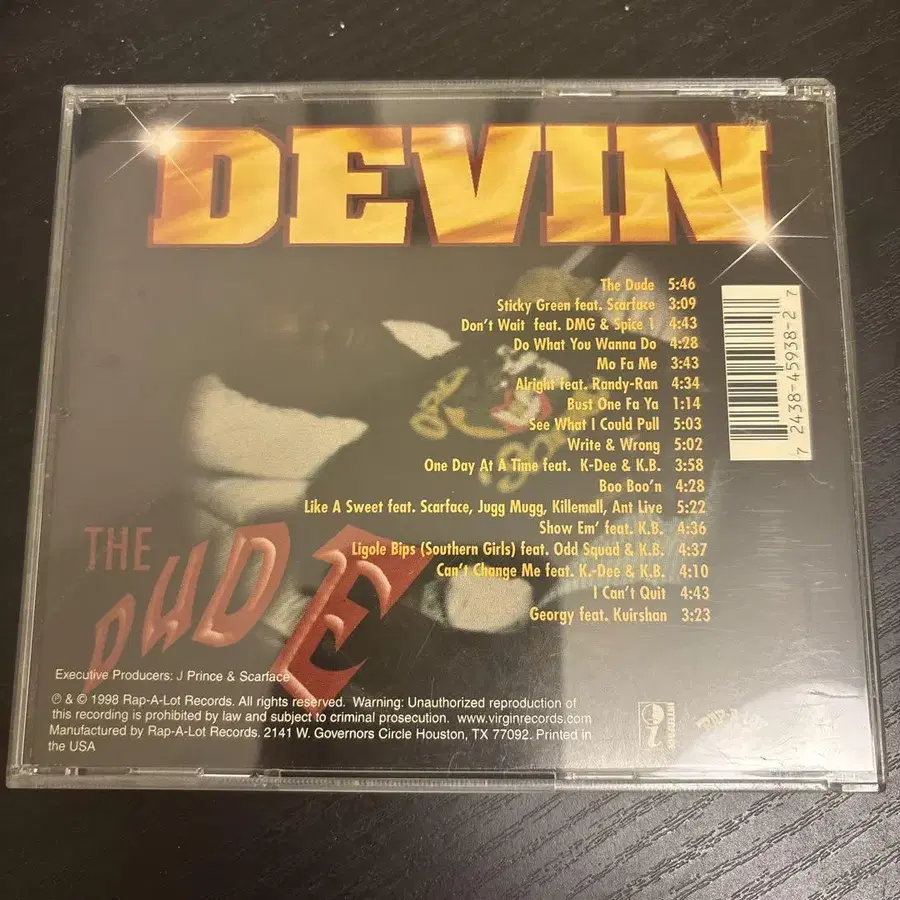 DEVIN
The Dude 5:46
Sticky Green feat. Scarface 3:09
Don't Wait feat. DMG & Spice 1 4:43
Do What You Wanna Do 4:28
Mo Fa Me 3:43
Alright feat. Randy-Ran 4:34
Bust One Fa Ya 1:14
See What I Could Pull 5:03
Write & Wrong 5:02
One Day At A Time feat. K-Dee & K.B. 3:58
Boo Boo'n 4:28
Like A Sweet feat. Scarface, Jugg Mugg, Killemall, Ant Live 5:22
Show Em' feat. K.B. 4:36
Ligole Bips (Southern Girls) feat. Odd Squad & K.B. 4:37
Can't Change Me feat. K.-Dee & K.B. 4:10
I Can't Quit 4:43
Georgy feat. Kuirshan 3:23
7 2438-45938-2 7
THE
DUDE
Executive Producers: J Prince & Scarface
℗ & © 1998 Rap-A-Lot Records. All rights reserved. Warning: Unauthorized reproduction of
this recording is prohibited by law and subject to criminal prosecution. www.virginrecords.com
Manufactured by Rap-A-Lot Records. 2141 W. Governors Circle Houston, TX 77092. Printed in
the USA
RAP-A-LOT